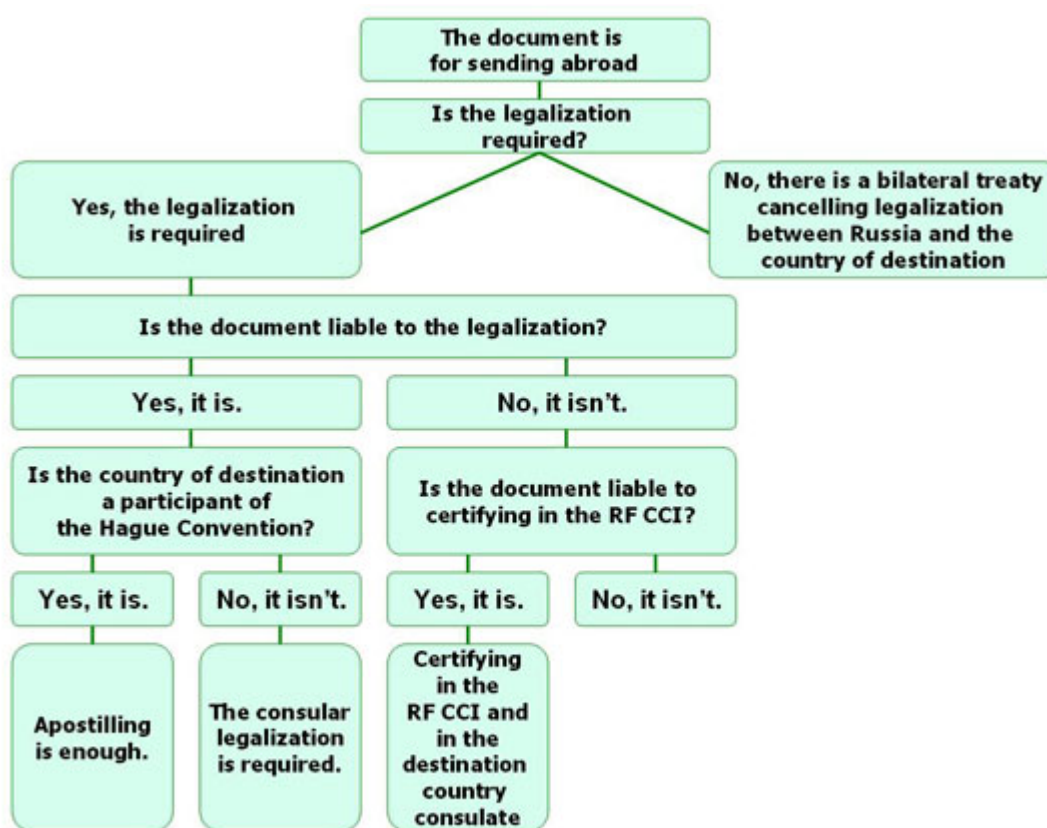 The document is
for sending abroad
Is the legalization
required?
Yes, the legalization
is required
No, there is a bilateral treaty
cancelling legalization
between Russia and the
country of destination
Is the document liable to the legalization?
Yes, it is.
No, it isn't.
Is the country of destination
a participant of
the Hague Convention?
Is the document liable to
certifying in the RF CCI?
Yes, it is.
No, it isn't.
Yes, it is.
No, it isn't.
Apostilling
is enough.
The consular
legalization
is required.
Certifying
in the
RF CCI and
in the
destination
country
consulate